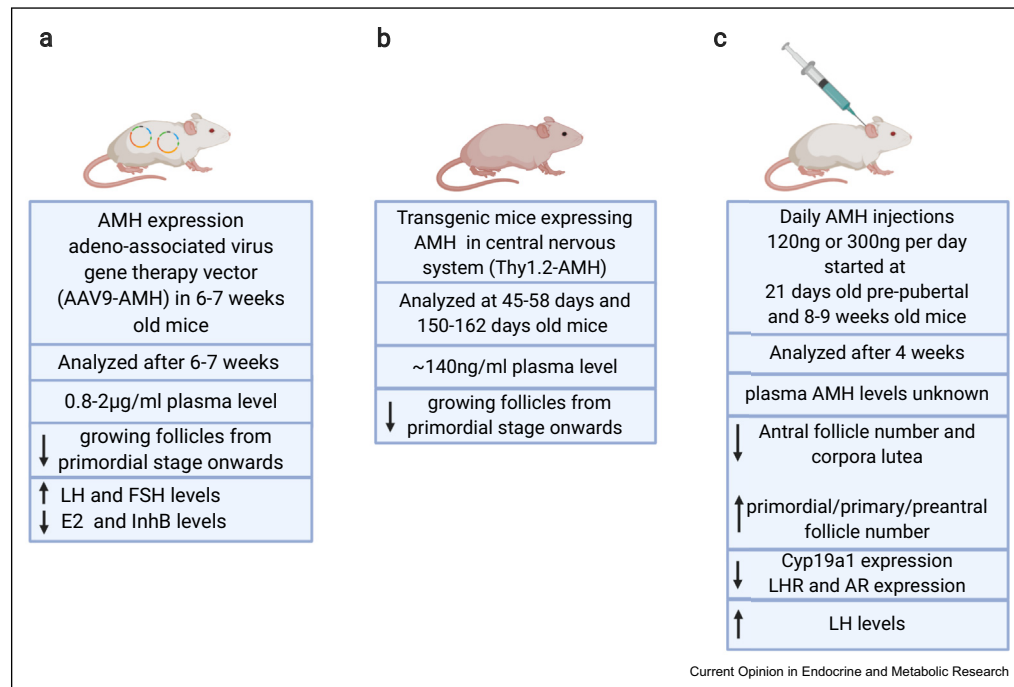 a
AMH expression
adeno-associated virus
gene therapy vector
(AAV9-AMH) in 6-7 weeks
old mice
Analyzed after 6-7 weeks
0.8-2µg/ml plasma level
↓ growing follicles from
primordial stage onwards
↑ LH and FSH levels
↓ E2 and InhB levels
b
Transgenic mice expressing
AMH in central nervous
system (Thy1.2-AMH)
Analyzed at 45-58 days and
150-162 days old mice
~140ng/ml plasma level
↓ growing follicles from
primordial stage onwards
c
Daily AMH injections
120ng or 300ng per day
started at
21 days old pre-pubertal
and 8-9 weeks old mice
Analyzed after 4 weeks
plasma AMH levels unknown
↓ Antral follicle number and
corpora lutea
↑ primordial/primary/preantral
follicle number
↓ Cyp19a1 expression
LHR and AR expression
↑ LH levels
Current Opinion in Endocrine and Metabolic Research